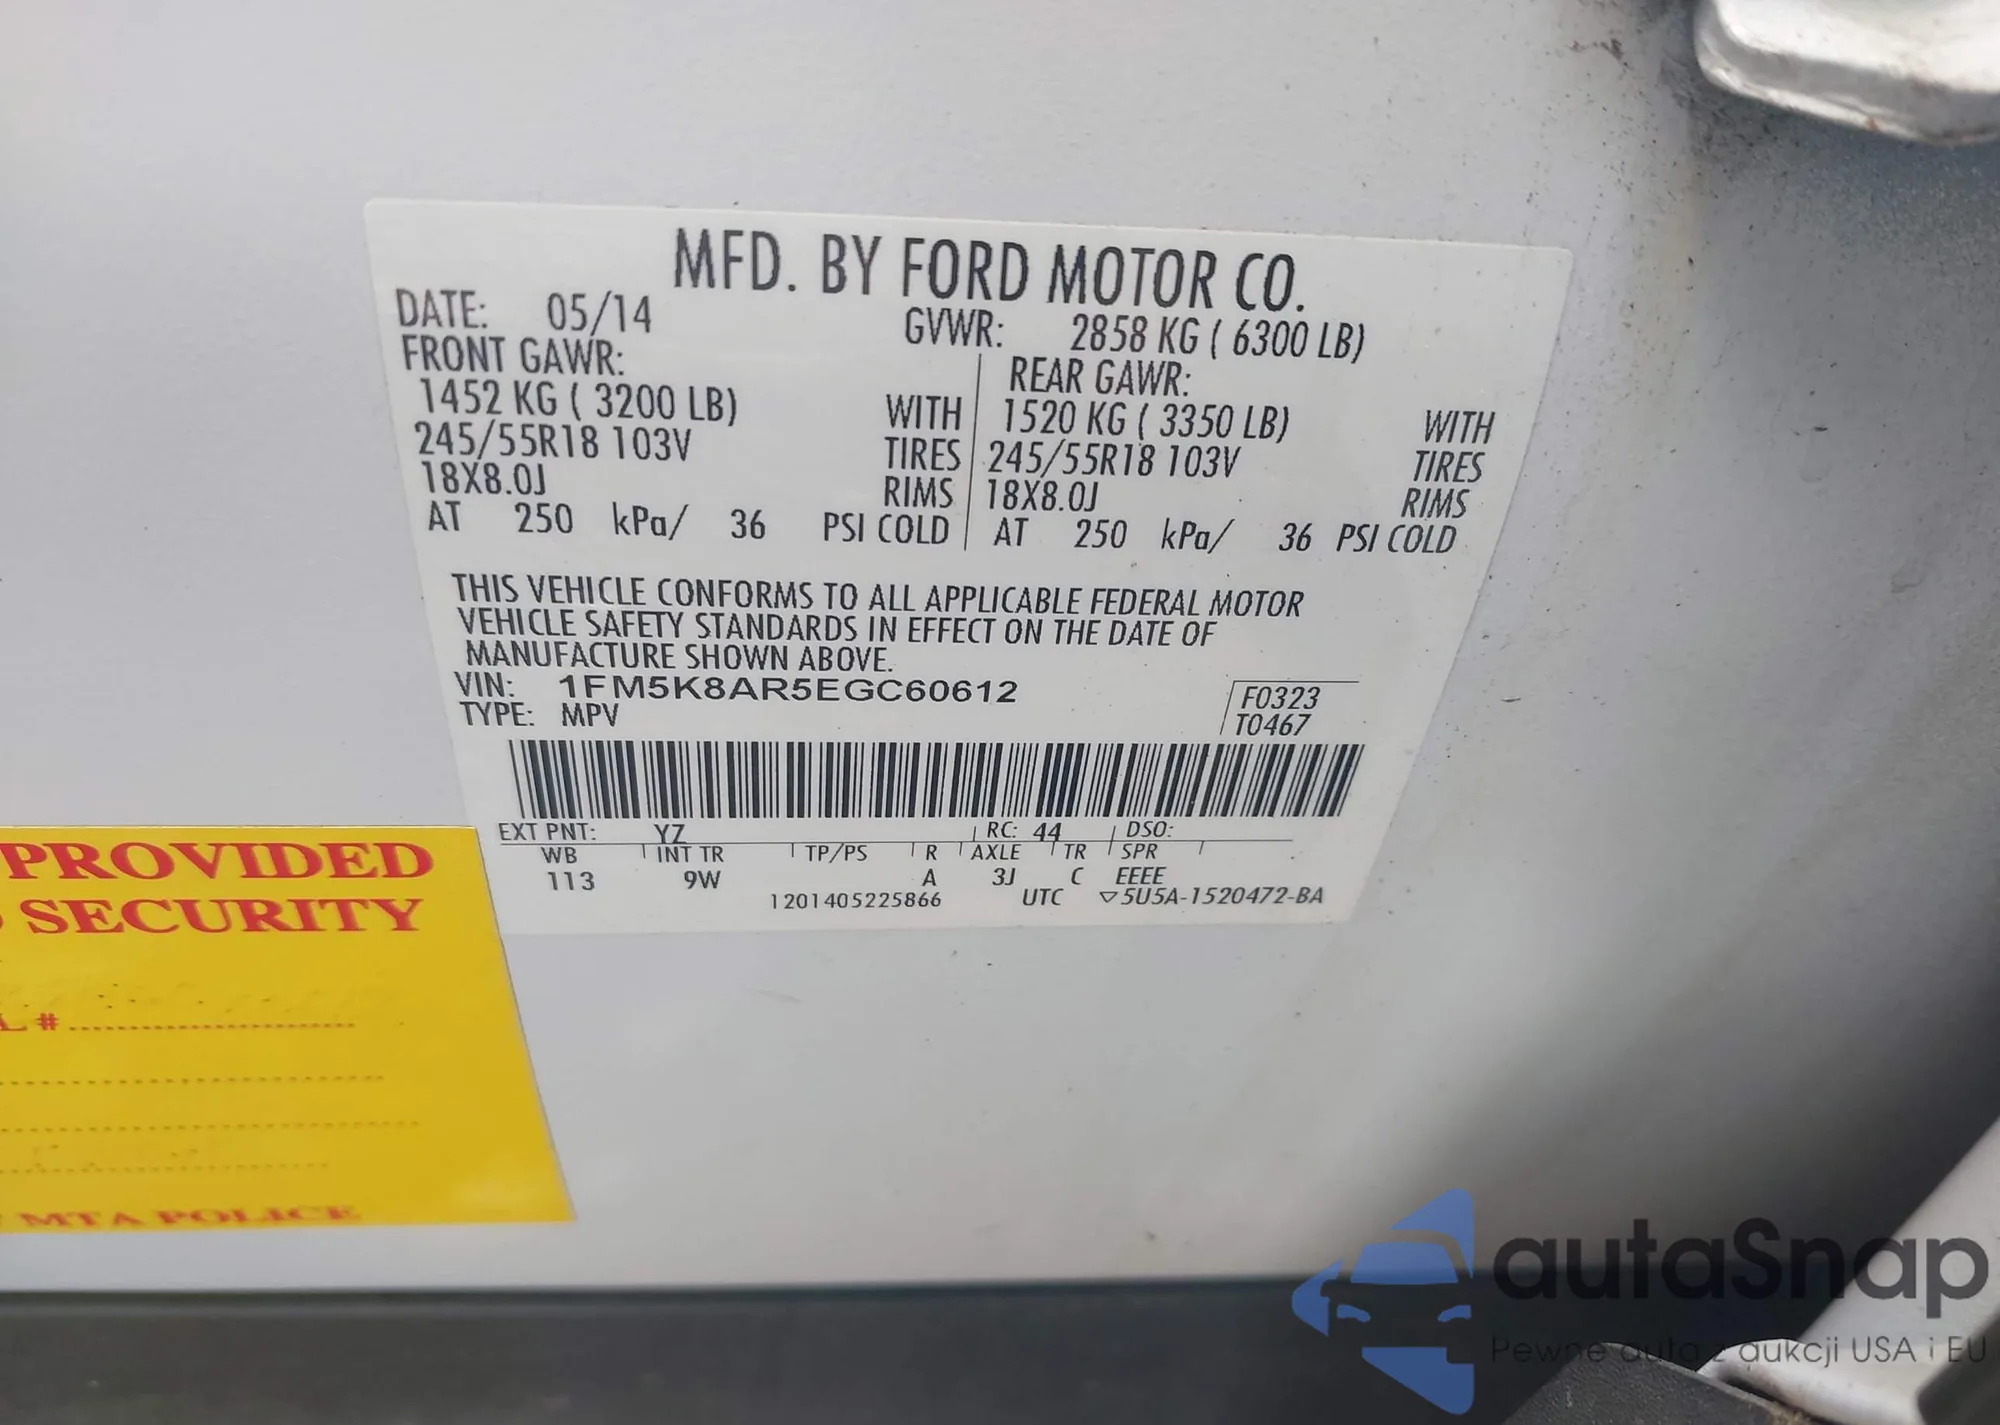 MFD. BY FORD MOTOR CO.
DATE: 05/14 GVWR: 2858 KG ( 6300 LB)
FRONT GAWR: REAR GAWR:
1452 KG ( 3200 LB) WITH 1520 KG ( 3350 LB) WITH
245/55R18 103V TIRES 245/55R18 103V TIRES
18X8.0J RIMS 18X8.0J RIMS
AT 250 kPa/ 36 PSI COLD AT 250 kPa/ 36 PSI COLD
THIS VEHICLE CONFORMS TO ALL APPLICABLE FEDERAL MOTOR
VEHICLE SAFETY STANDARDS IN EFFECT ON THE DATE OF
MANUFACTURE SHOWN ABOVE.
VIN: 1FM5K8AR5EGC60612 F0323
TYPE: MPV T0467
EXT PNT: YZ RC: 44 DSO:
WB INT TR TP/PS R AXLE TR SPR
113 9W A 3J C EEEE
1201405225866 UTC ▽5U5A-1520472-BA
PROVIDED
SECURITY
L #
MTA POLICE
autaSnap
Pewne auta z aukcji USA i EU